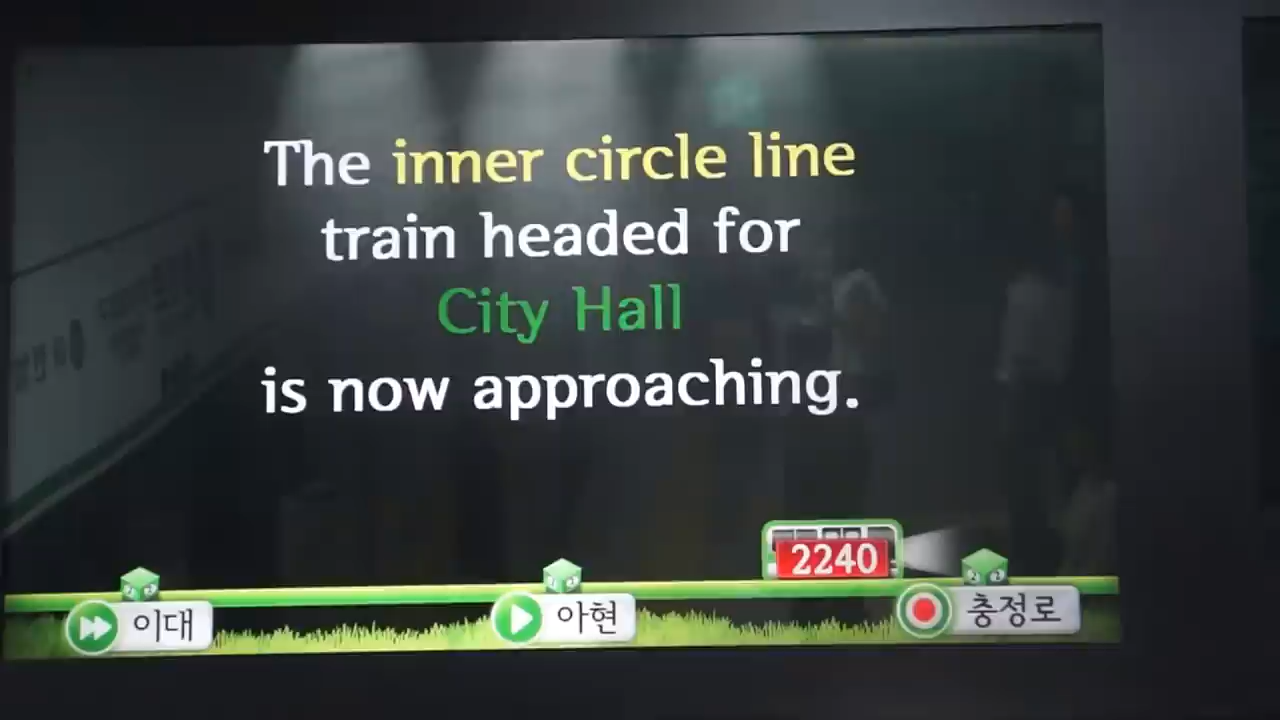 The inner circle line
train headed for
City Hall
is now approaching.
2240
이대
아현
충정로